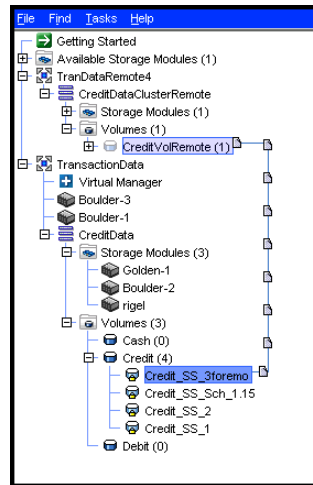 File Find Tasks Help
Getting Started
Available Storage Modules (1)
TranDataRemote4
CreditDataClusterRemote
Storage Modules (1)
Volumes (1)
CreditVolRemote (1)
TransactionData
Virtual Manager
Boulder-3
Boulder-1
CreditData
Storage Modules (3)
Golden-1
Boulder-2
rigel
Volumes (3)
Cash (0)
Credit (4)
Credit_SS_3foremo
Credit_SS_Sch_1.15
Credit_SS_2
Credit_SS_1
Debit (0)